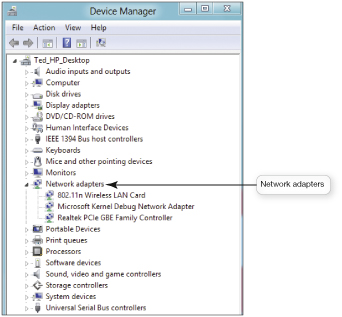 Device Manager
File Action View Help
Ted_HP_Desktop
Audio inputs and outputs
Computer
Disk drives
Display adapters
DVD/CD-ROM drives
Human Interface Devices
IEEE 1394 Bus host controllers
Keyboards
Mice and other pointing devices
Monitors
Network adapters
Network adapters
802.11n Wireless LAN Card
Microsoft Kernel Debug Network Adapter
Realtek PCIe GBE Family Controller
Portable Devices
Print queues
Processors
Software devices
Sound, video and game controllers
Storage controllers
System devices
Universal Serial Bus controllers